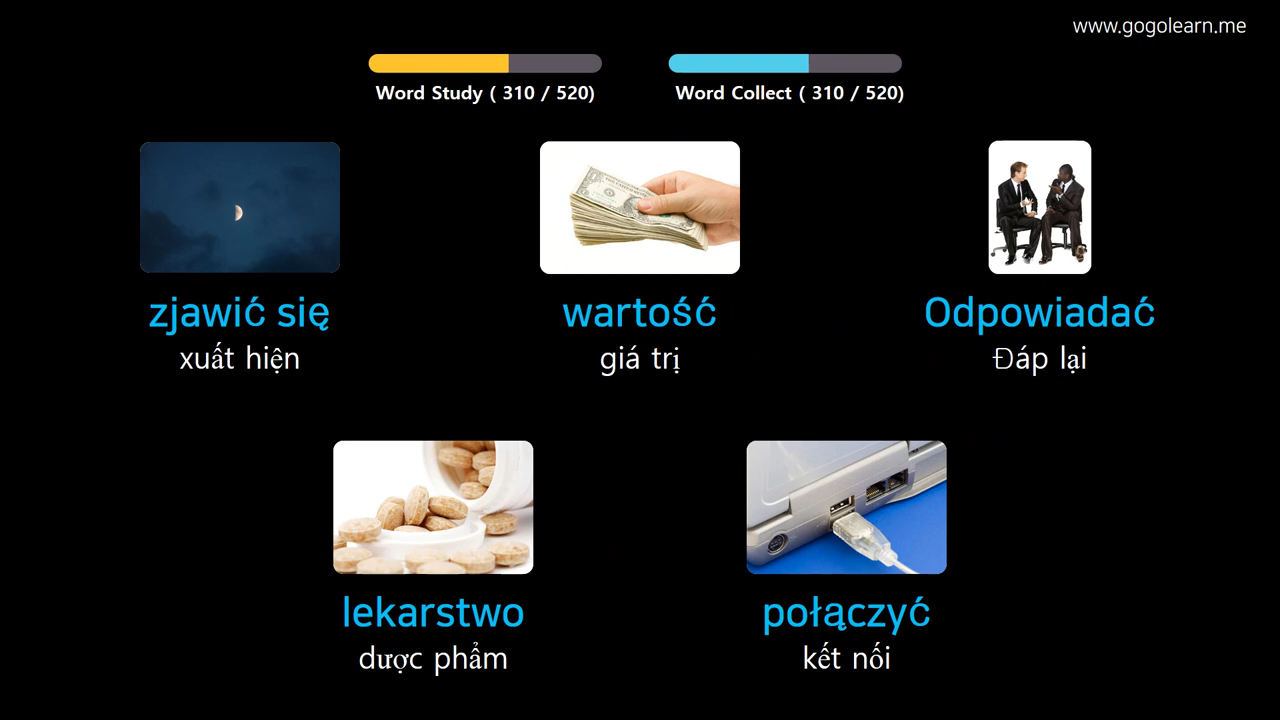 www.gogolearn.me
Word Study ( 310 / 520)
Word Collect ( 310 / 520)
zjawić się
wartość
Odpowiadać
xuất hiện
giá trị
Đáp lại
lekarstwo
połączyć
dược phẩm
kết nối